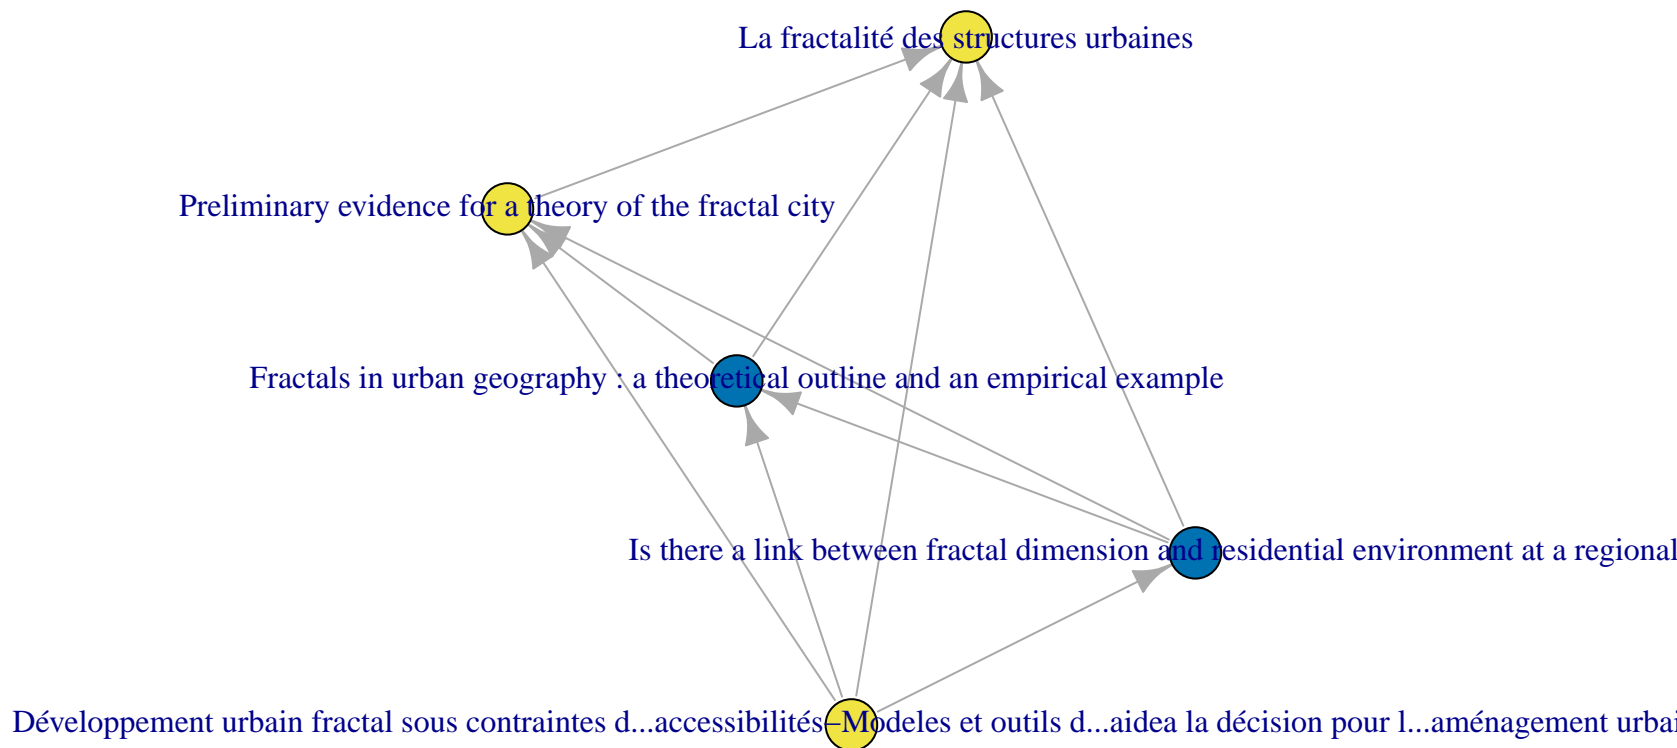 La fractalité des structures urbaines
Preliminary evidence for a theory of the fractal city
Fractals in urban geography : a theoretical outline and an empirical example
Is there a link between fractal dimension and residential environment at a regional
Développement urbain fractal sous contraintes d...accessibilités–Modeles et outils d...aidea la décision pour l...aménagement urbai